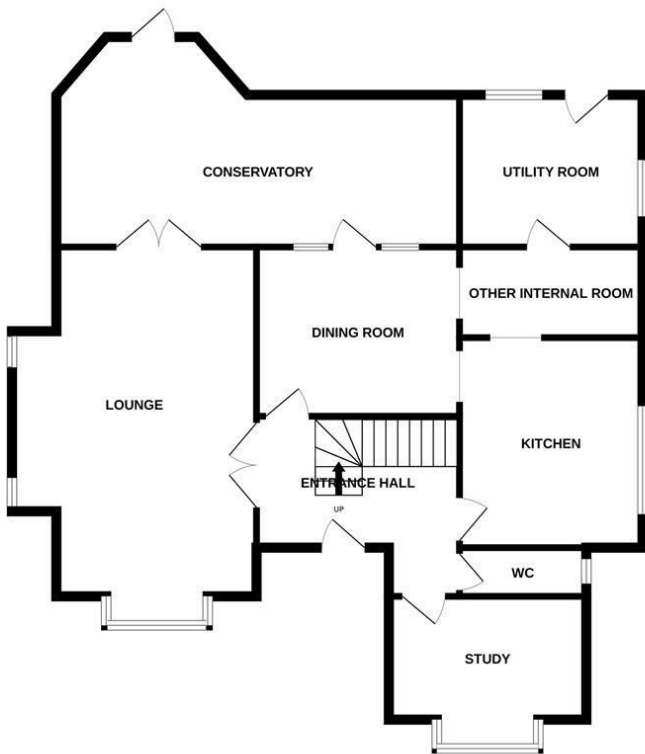 CONSERVATORY
UTILITY ROOM
OTHER INTERNAL ROOM
DINING ROOM
LOUNGE
KITCHEN
ENTRANCE HALL
UP
WC
STUDY